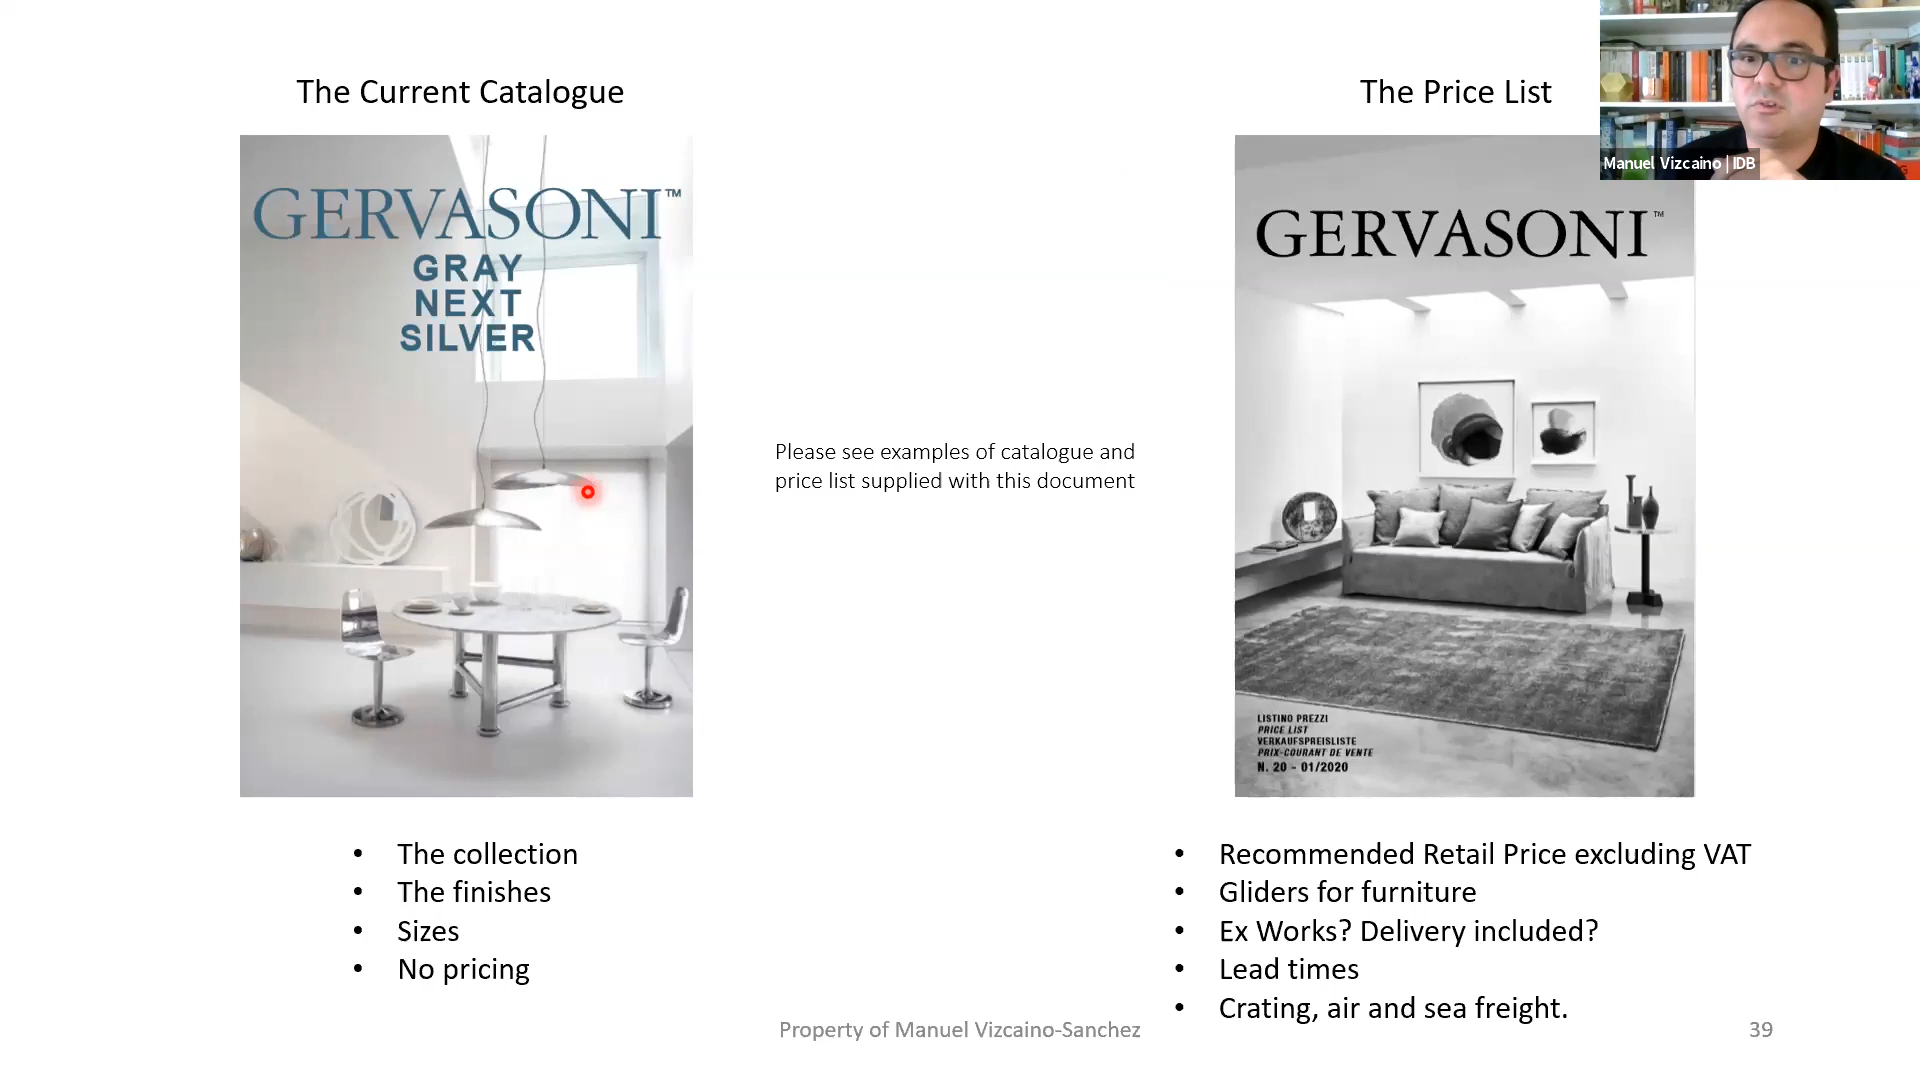 The Current Catalogue
The Price List
Manuel Vizcaino | IDB
GERVASONI™
GRAY
NEXT
SILVER
GERVASONI™
Please see examples of catalogue and
price list supplied with this document
LISTINO PREZZI
PRICE LIST
VERKAUFSPREISLISTE
PRIX-COURANT DE VENTE
N. 20 - 01/2020
• The collection
• The finishes
• Sizes
• No pricing
• Recommended Retail Price excluding VAT
• Gliders for furniture
• Ex Works? Delivery included?
• Lead times
• Crating, air and sea freight.
Property of Manuel Vizcaino-Sanchez
39